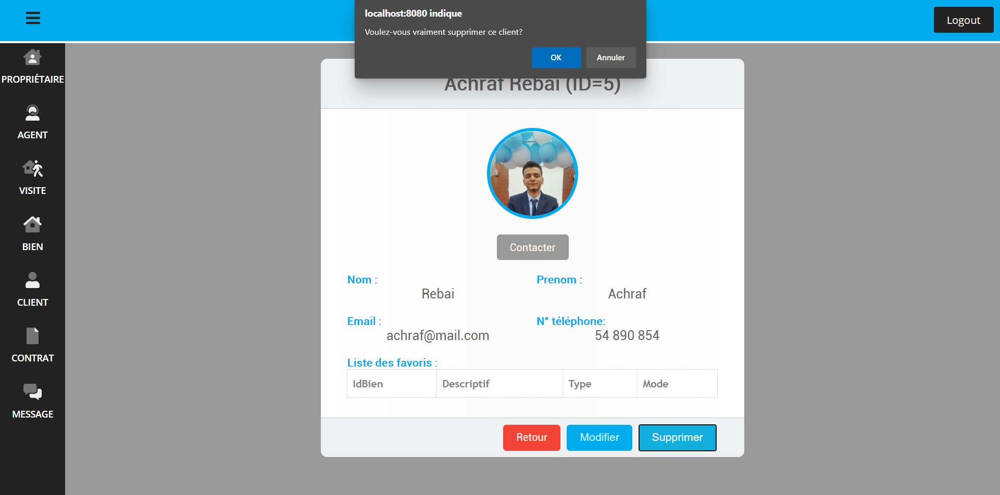 localhost:8080 indique
Voulez-vous vraiment supprimer ce client?
OK
Annuler
Logout
PROPRIÉTAIRE
AGENT
VISITE
BIEN
CLIENT
CONTRAT
MESSAGE
Achraf Rebai (ID=5)
Contacter
Nom :
Rebai
Prenom :
Achraf
Email :
achraf@mail.com
N° téléphone:
54 890 854
Liste des favoris :
IdBien Descriptif Type Mode
Retour
Modifier
Supprimer